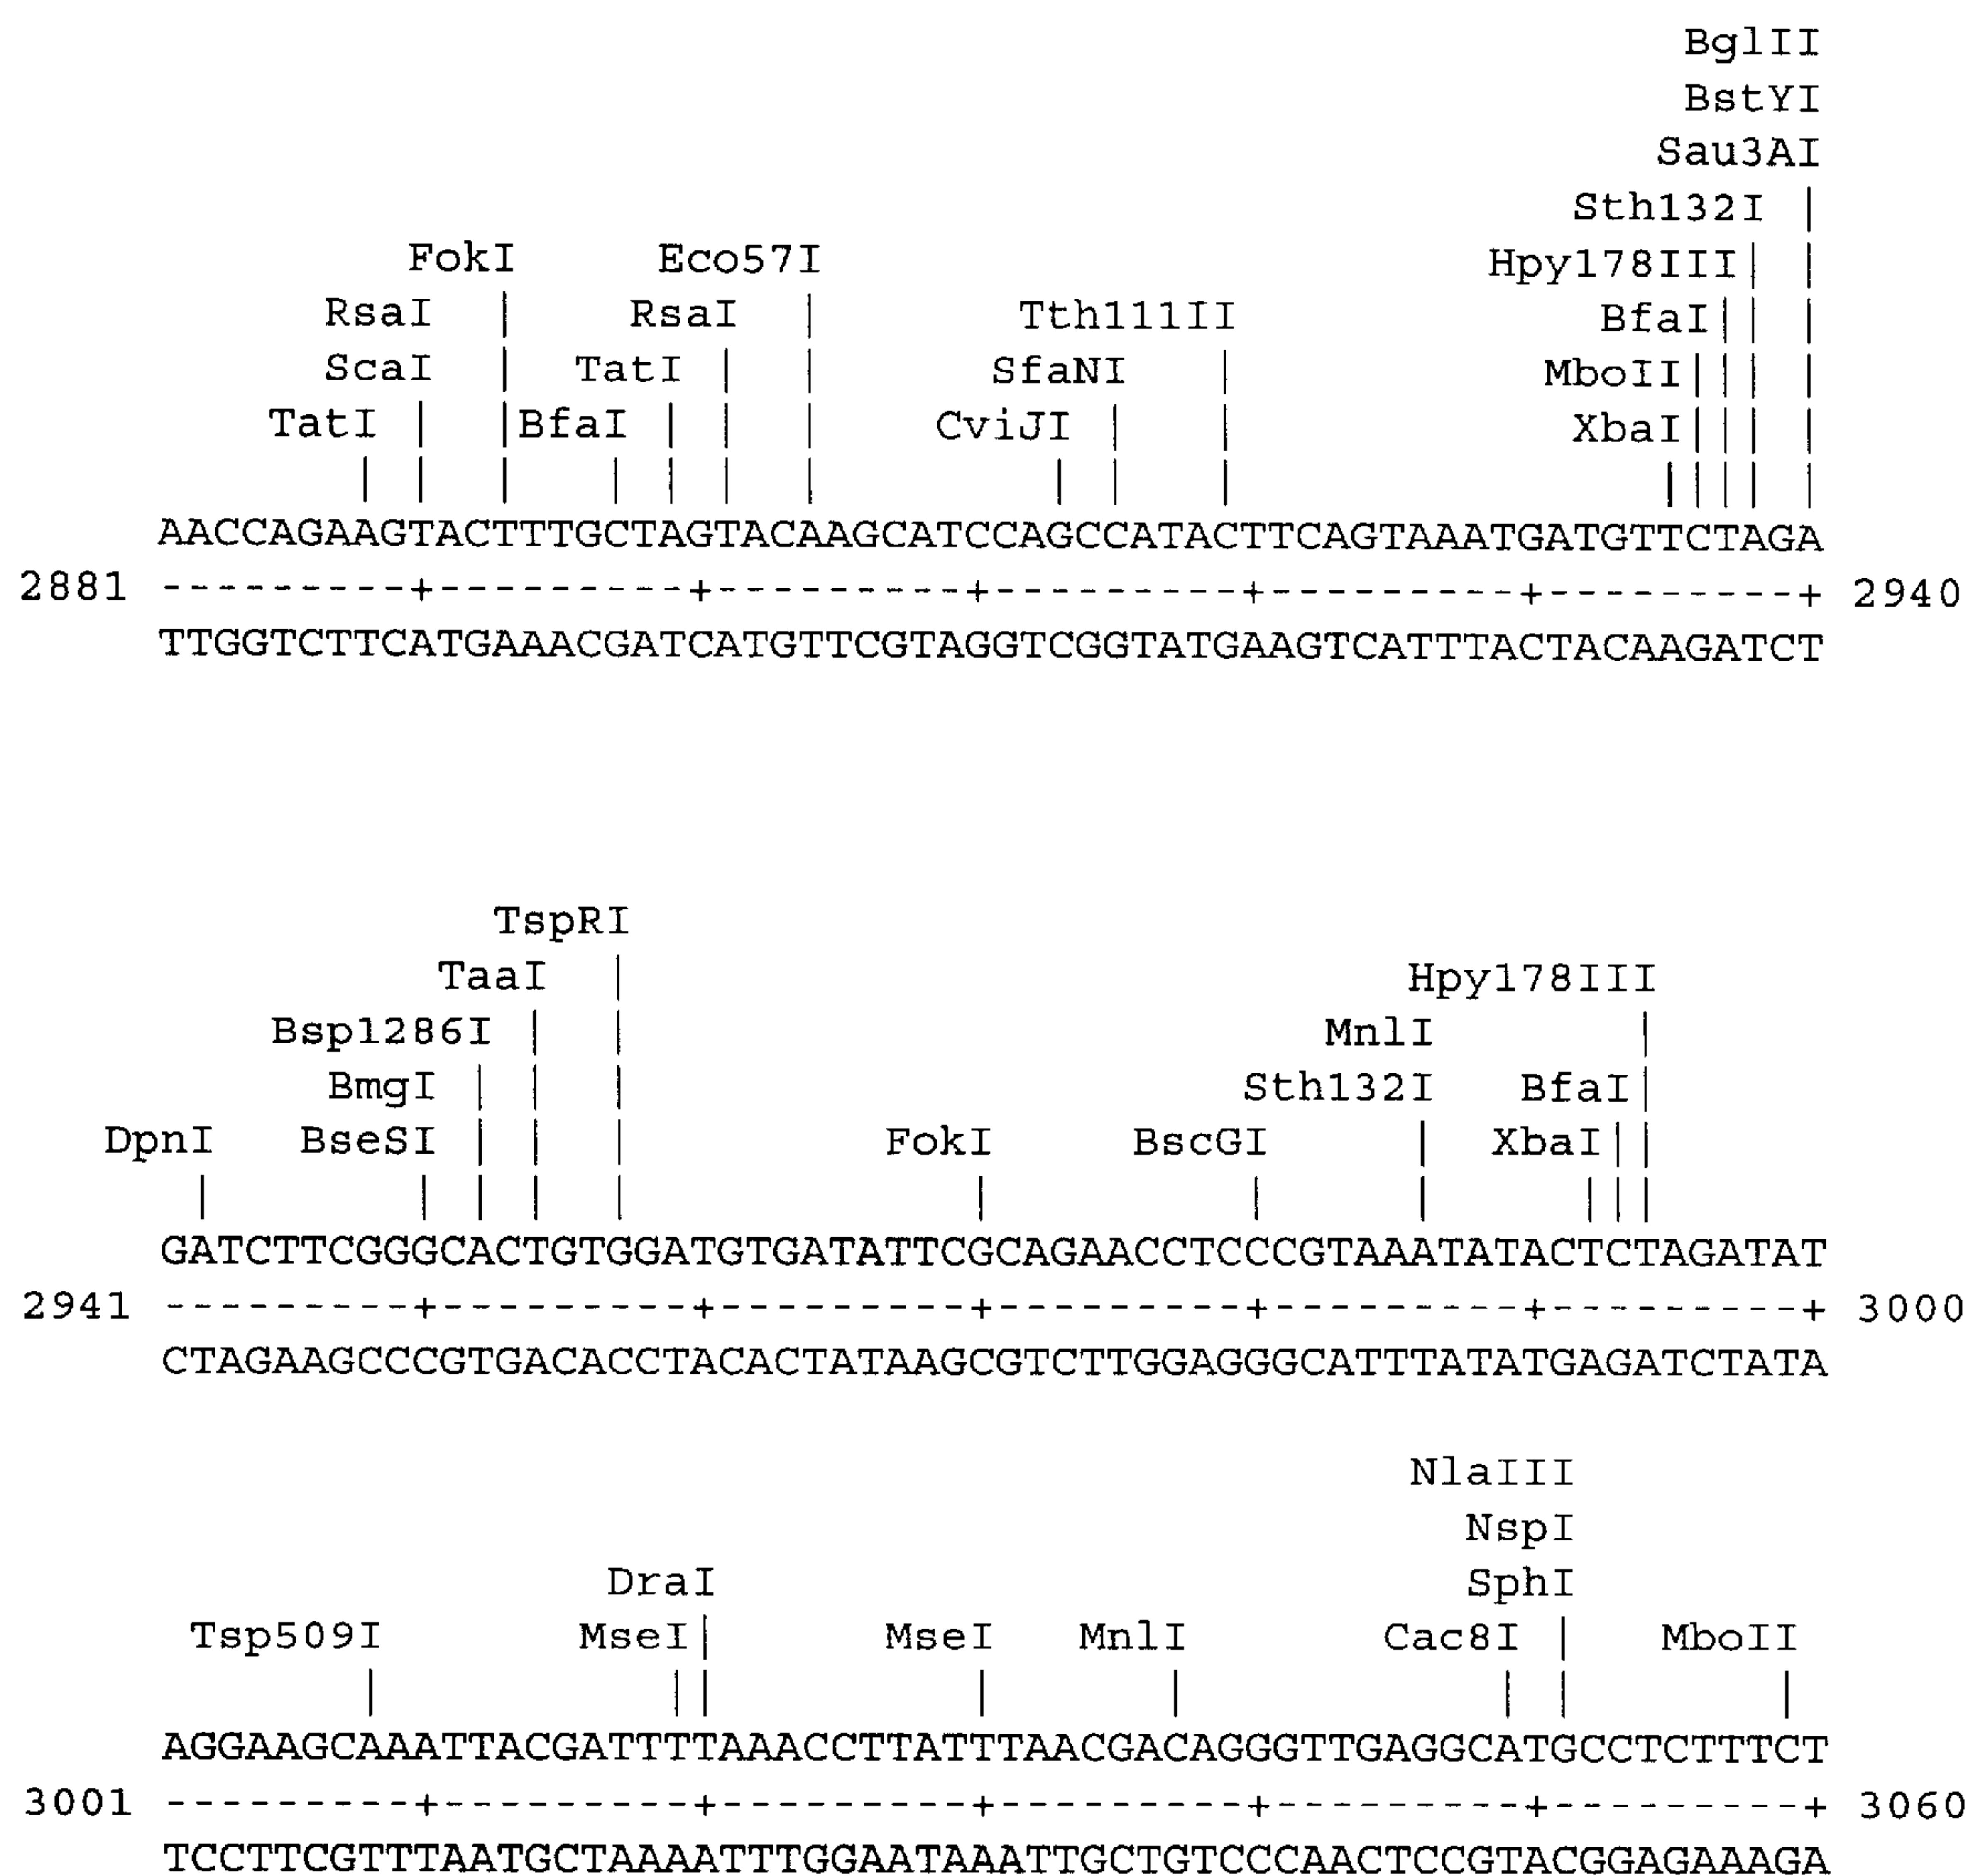 BglII
BstYI
Sau3AI
Sth132I
FokI Eco57I Hpy178III
RsaI RsaI Tth111II BfaI
ScaI TatI SfaNI MboII
TatI BfaI CviJI XbaI
AACCAGAAGTACTTTGCTAGTACAAGCATCCAGCCATACTTCAGTAAATGATGTTCTAGA
2881 ---------+---------+---------+---------+---------+---------+ 2940
TTGGTCTTCATGAAACGATCATGTTCGTAGGTCGGTATGAAGTCATTTACTACAAGATCT
TspRI
TaaI Hpy178III
Bsp1286I MnlI
BmgI Sth132I BfaI
DpnI BseSI FokI BscGI XbaI
GATCTTCGGGCACTGTGGATGTGATATTCGCAGAACCTCCCGTAAATATACTCTAGATAT
2941 ---------+---------+---------+---------+---------+---------+ 3000
CTAGAAGCCCGTGACACCTACACTATAAGCGTCTTGGAGGGCATTTATATGAGATCTATA
NlaIII
NspI
DraI SphI
Tsp509I MseI MseI MnlI Cac8I MboII
AGGAAGCAAATTACGATTTTAAACCTTATTTAACGACAGGGTTGAGGCATGCCTCTTTCT
3001 ---------+---------+---------+---------+---------+---------+ 3060
TCCTTCGTTTAATGCTAAAATTTGGAATAAATTGCTGTCCCAACTCCGTACGGAGAAAGA